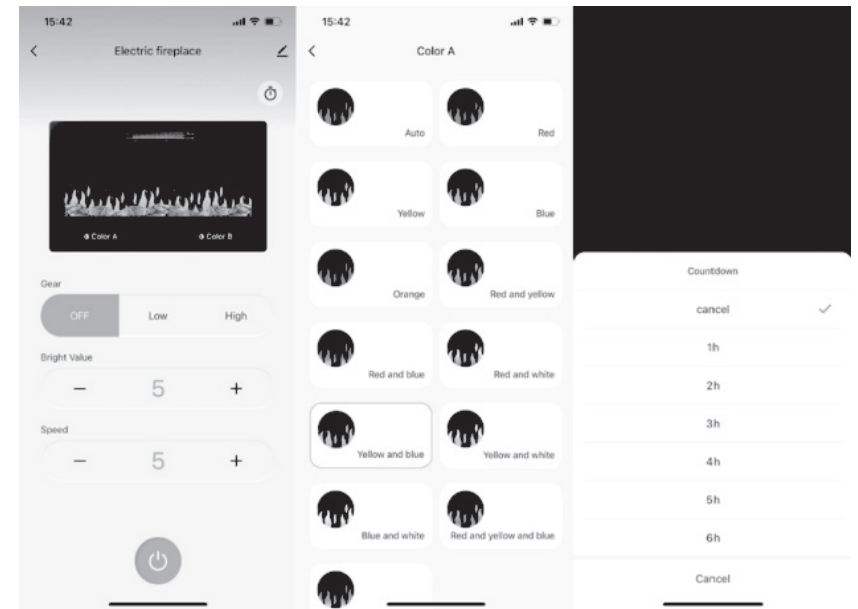 15:42
Electric fireplace
Color A
Color B
Gear
OFF
Low
High
Bright Value
5
Speed
5
15:42
Color A
Auto
Red
Yellow
Blue
Orange
Red and yellow
Red and blue
Red and white
Yellow and blue
Yellow and white
Blue and white
Red and yellow and blue
Countdown
cancel
1h
2h
3h
4h
5h
6h
Cancel